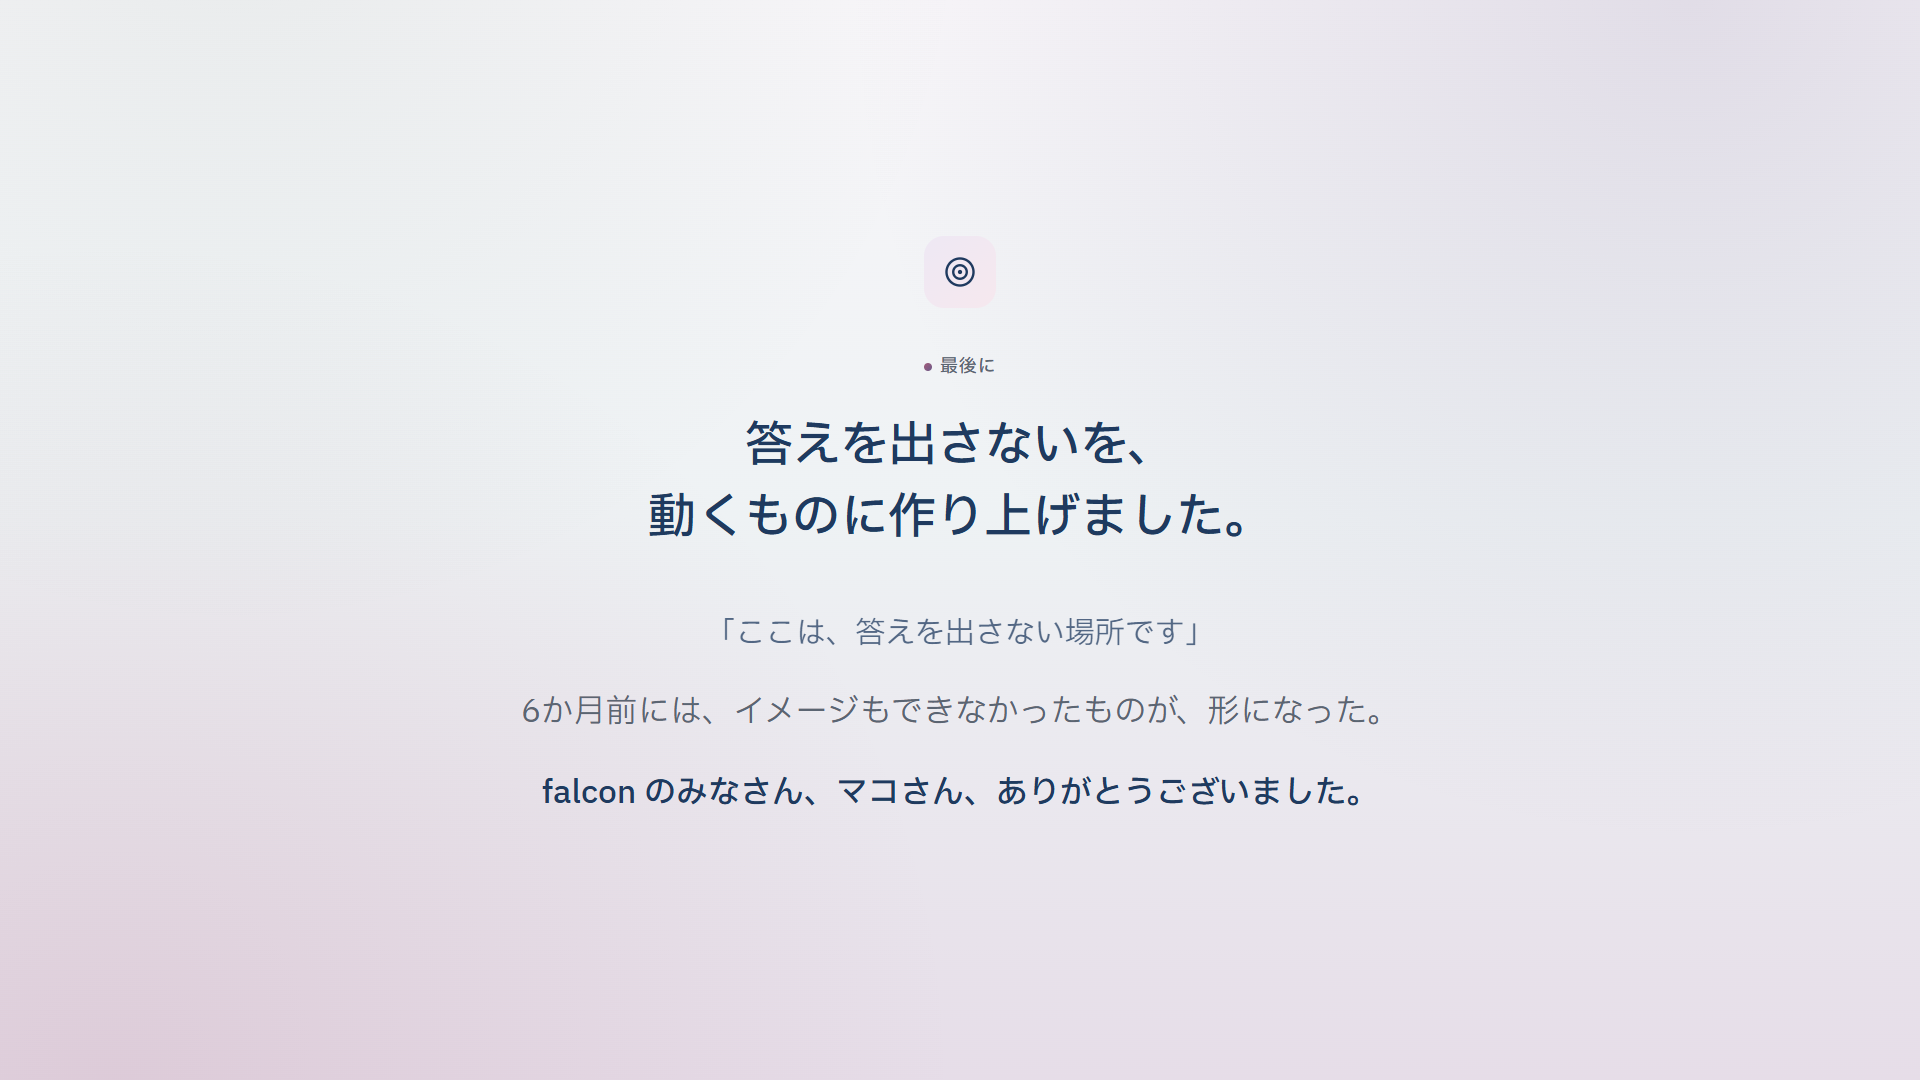 最後に
答えを出さないを、
動くものに作り上げました。
「ここは、答えを出さない場所です」
6か月前には、イメージもできなかったものが、形になった。
falcon のみなさん、マコさん、ありがとうございました。